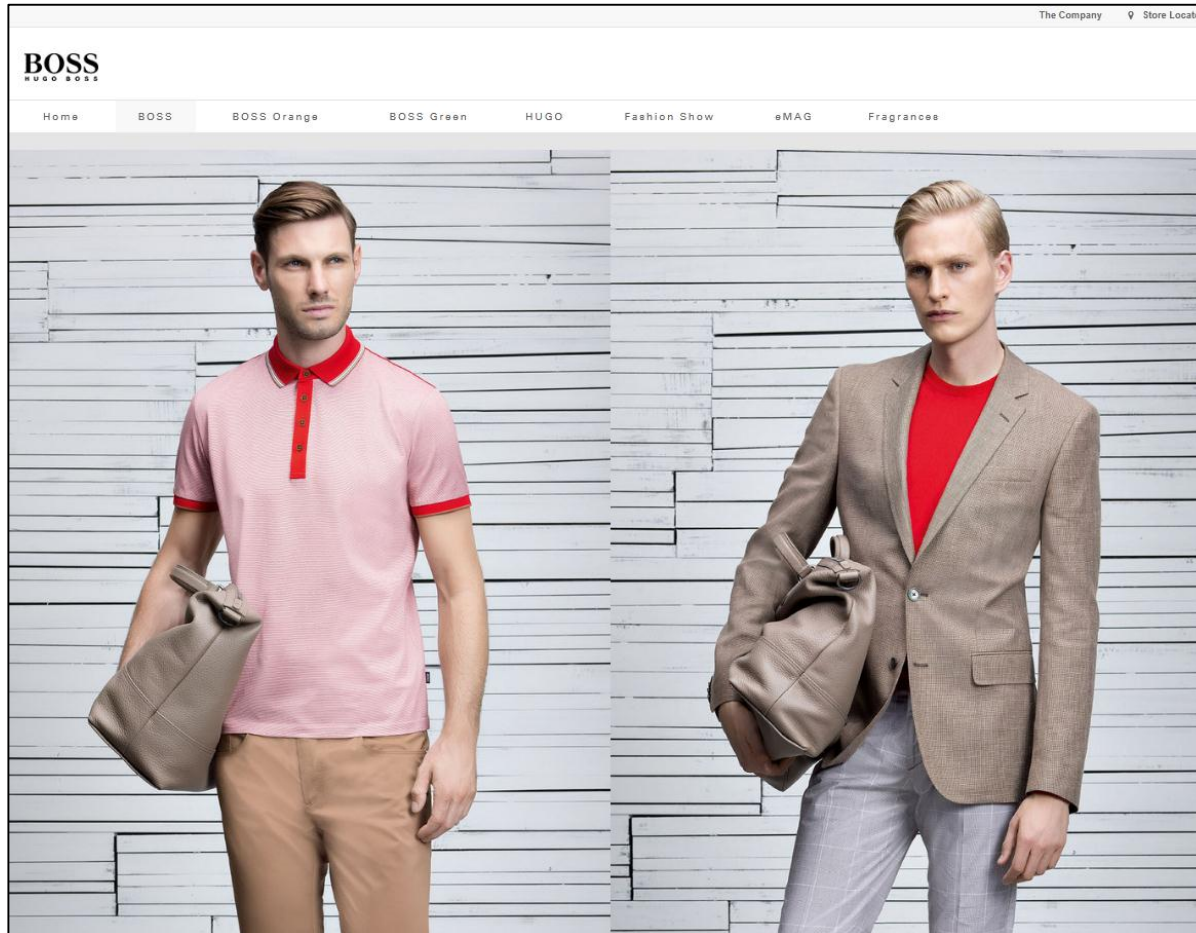 The Company Store Locat
BOSS
HUGO BOSS
Home BOSS BOSS Orange BOSS Green HUGO Fashion Show eMAG Fragrances